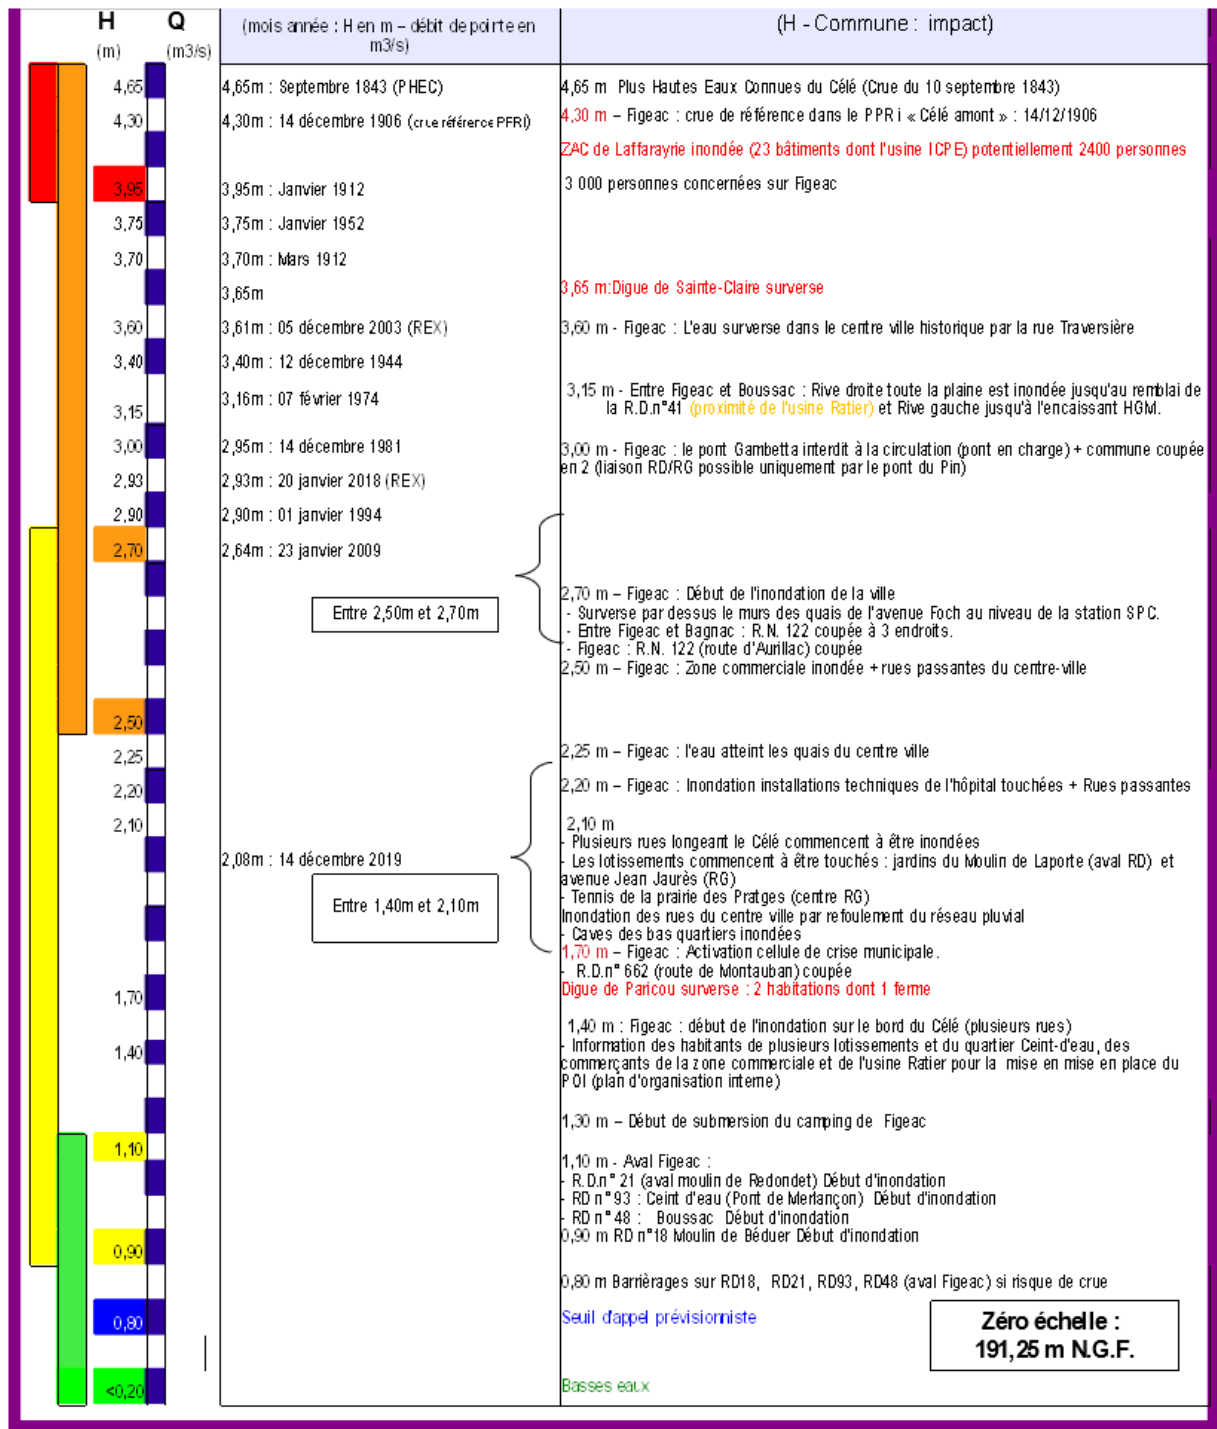 H
(m)
Q
(m3/s)
(mois année : H en m – débit de pointe en
m3/s)
(H - Commune : impact)
4,65
4,65m : Septembre 1843 (PHEC)
4,65 m Plus Hautes Eaux Connues du Célé (Crue du 10 septembre 1843)
4,30
4,30m : 14 décembre 1906 (crue référence PPRI)
4,30 m – Figeac : crue de référence dans le PPRi « Célé amont » : 14/12/1906
ZAC de Laffarayrie inondée (23 bâtiments dont l'usine ICPE) potentiellement 2400 personnes
3,95
3,95m : Janvier 1912
3 000 personnes concernées sur Figeac
3,75
3,75m : Janvier 1952
3,70
3,70m : Mars 1912
3,65m
3,65 m:Digue de Sainte-Claire surverse
3,60
3,61m : 05 décembre 2003 (REX)
3,60 m - Figeac : L'eau surverse dans le centre ville historique par la rue Traversière
3,40
3,40m : 12 décembre 1944
3,15
3,16m : 07 février 1974
3,15 m - Entre Figeac et Boussac : Rive droite toute la plaine est inondée jusqu'au remblai de
la R.D.n°41 (proximité de l'usine Ratier) et Rive gauche jusqu'à l'encaissant HGM.
3,00
2,95m : 14 décembre 1981
3,00 m - Figeac : le pont Gambetta interdit à la circulation (pont en charge) + commune coupée
en 2 (liaison RD/RG possible uniquement par le pont du Pin)
2,93
2,93m : 20 janvier 2018 (REX)
2,90
2,90m : 01 janvier 1994
2,70
2,64m : 23 janvier 2009
Entre 2,50m et 2,70m
2,70 m – Figeac : Début de l'inondation de la ville
- Surverse par dessus le murs des quais de l'avenue Foch au niveau de la station SPC.
- Entre Figeac et Bagnac : R.N. 122 coupée à 3 endroits.
- Figeac : R.N. 122 (route d'Aurillac) coupée
2,50 m – Figeac : Zone commerciale inondée + rues passantes du centre-ville
2,50
2,25
2,25 m – Figeac : l'eau atteint les quais du centre ville
2,20
2,20 m – Figeac : Inondation installations techniques de l'hôpital touchées + Rues passantes
2,10
2,10 m
- Plusieurs rues longeant le Célé commencent à être inondées
2,08m : 14 décembre 2019
- Les lotissements commencent à être touchés : jardins du Moulin de Laporte (aval RD) et
avenue Jean Jaurès (RG)
Entre 1,40m et 2,10m
- Tennis de la prairie des Pratges (centre RG)
Inondation des rues du centre ville par refoulement du réseau pluvial
- Caves des bas quartiers inondées
1,70 m – Figeac : Activation cellule de crise municipale.
- R.D.n° 662 (route de Montauban) coupée
Digue de Paricou surverse : 2 habitations dont 1 ferme
1,70
1,40 m : Figeac : début de l'inondation sur le bord du Célé (plusieurs rues)
1,40
- Information des habitants de plusieurs lotissements et du quartier Ceint-d'eau, des
commerçants de la zone commerciale et de l'usine Ratier pour la mise en mise en place du
POI (plan d'organisation interne)
1,30 m – Début de submersion du camping de Figeac
1,10
1,10 m - Aval Figeac :
- R.D.n° 21 (aval moulin de Redondet) Début d'inondation
- RD n° 93 : Ceint d'eau (Pont de Merlançon) Début d'inondation
- RD n° 48 : Boussac Début d'inondation
0,90
0,90 m RD n°18 Moulin de Béduer Début d'inondation
0,80 m Barriérages sur RD18, RD21, RD93, RD48 (aval Figeac) si risque de crue
0,80
Seuil d'appel prévisionniste
Zéro échelle :
191,25 m N.G.F.
<0,20
Basses eaux